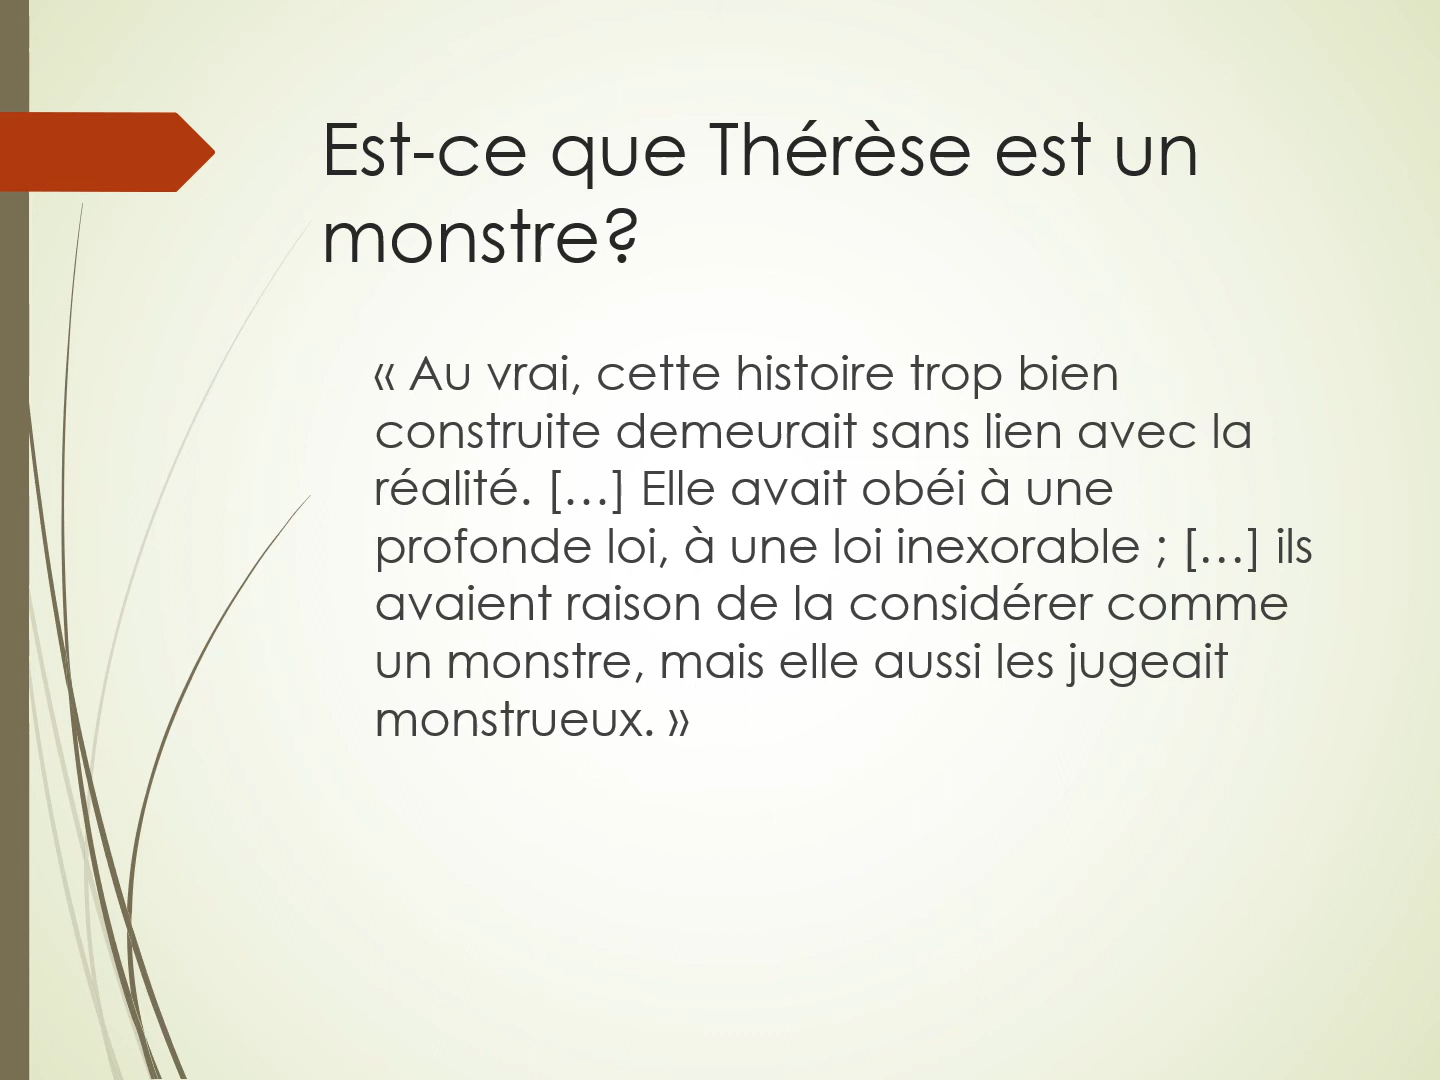 Est-ce que Thérèse est un
monstre?
« Au vrai, cette histoire trop bien
construite demeurait sans lien avec la
réalité. […] Elle avait obéi à une
profonde loi, à une loi inexorable ; […] ils
avaient raison de la considérer comme
un monstre, mais elle aussi les jugeait
monstrueux. »